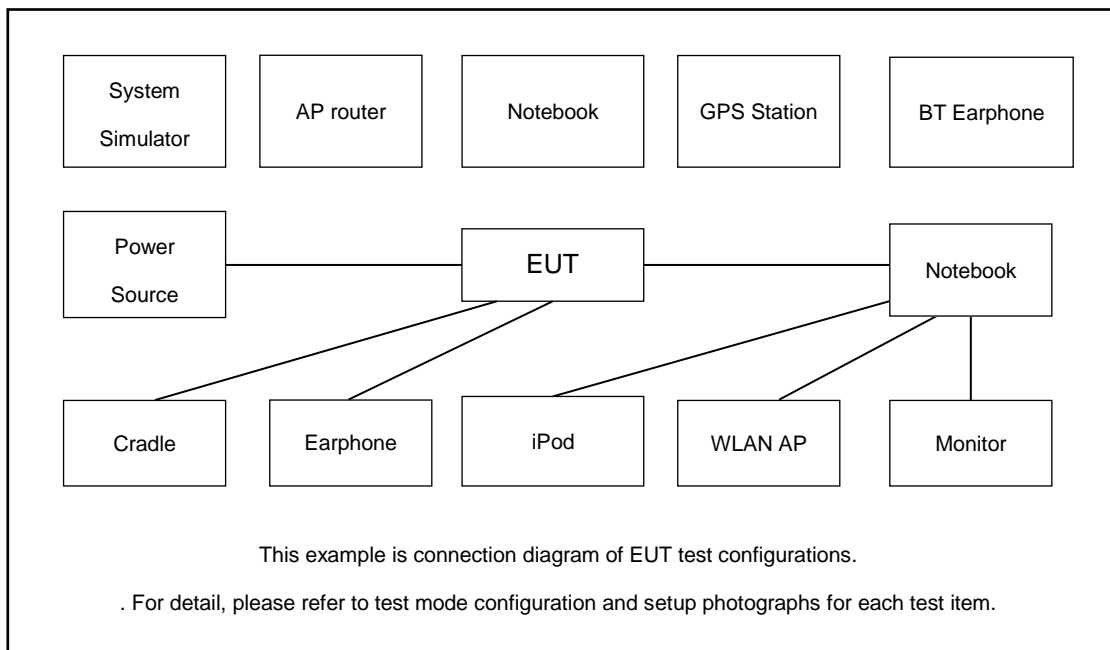 System
Simulator
AP router
Notebook
GPS Station
BT Earphone
Power
Source
EUT
Notebook
Cradle
Earphone
iPod
WLAN AP
Monitor
This example is connection diagram of EUT test configurations.
. For detail, please refer to test mode configuration and setup photographs for each test item.